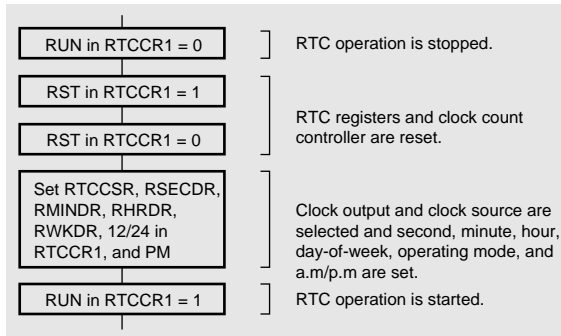 RUN in RTCCR1 = 0
RTC operation is stopped.
RST in RTCCR1 = 1
RST in RTCCR1 = 0
RTC registers and clock count
controller are reset.
Set RTCCSR, RSECDR,
RMINDR, RHRDR,
RWKDR, 12/24 in
RTCCR1, and PM
Clock output and clock source are
selected and second, minute, hour,
day-of-week, operating mode, and
a.m/p.m are set.
RUN in RTCCR1 = 1
RTC operation is started.